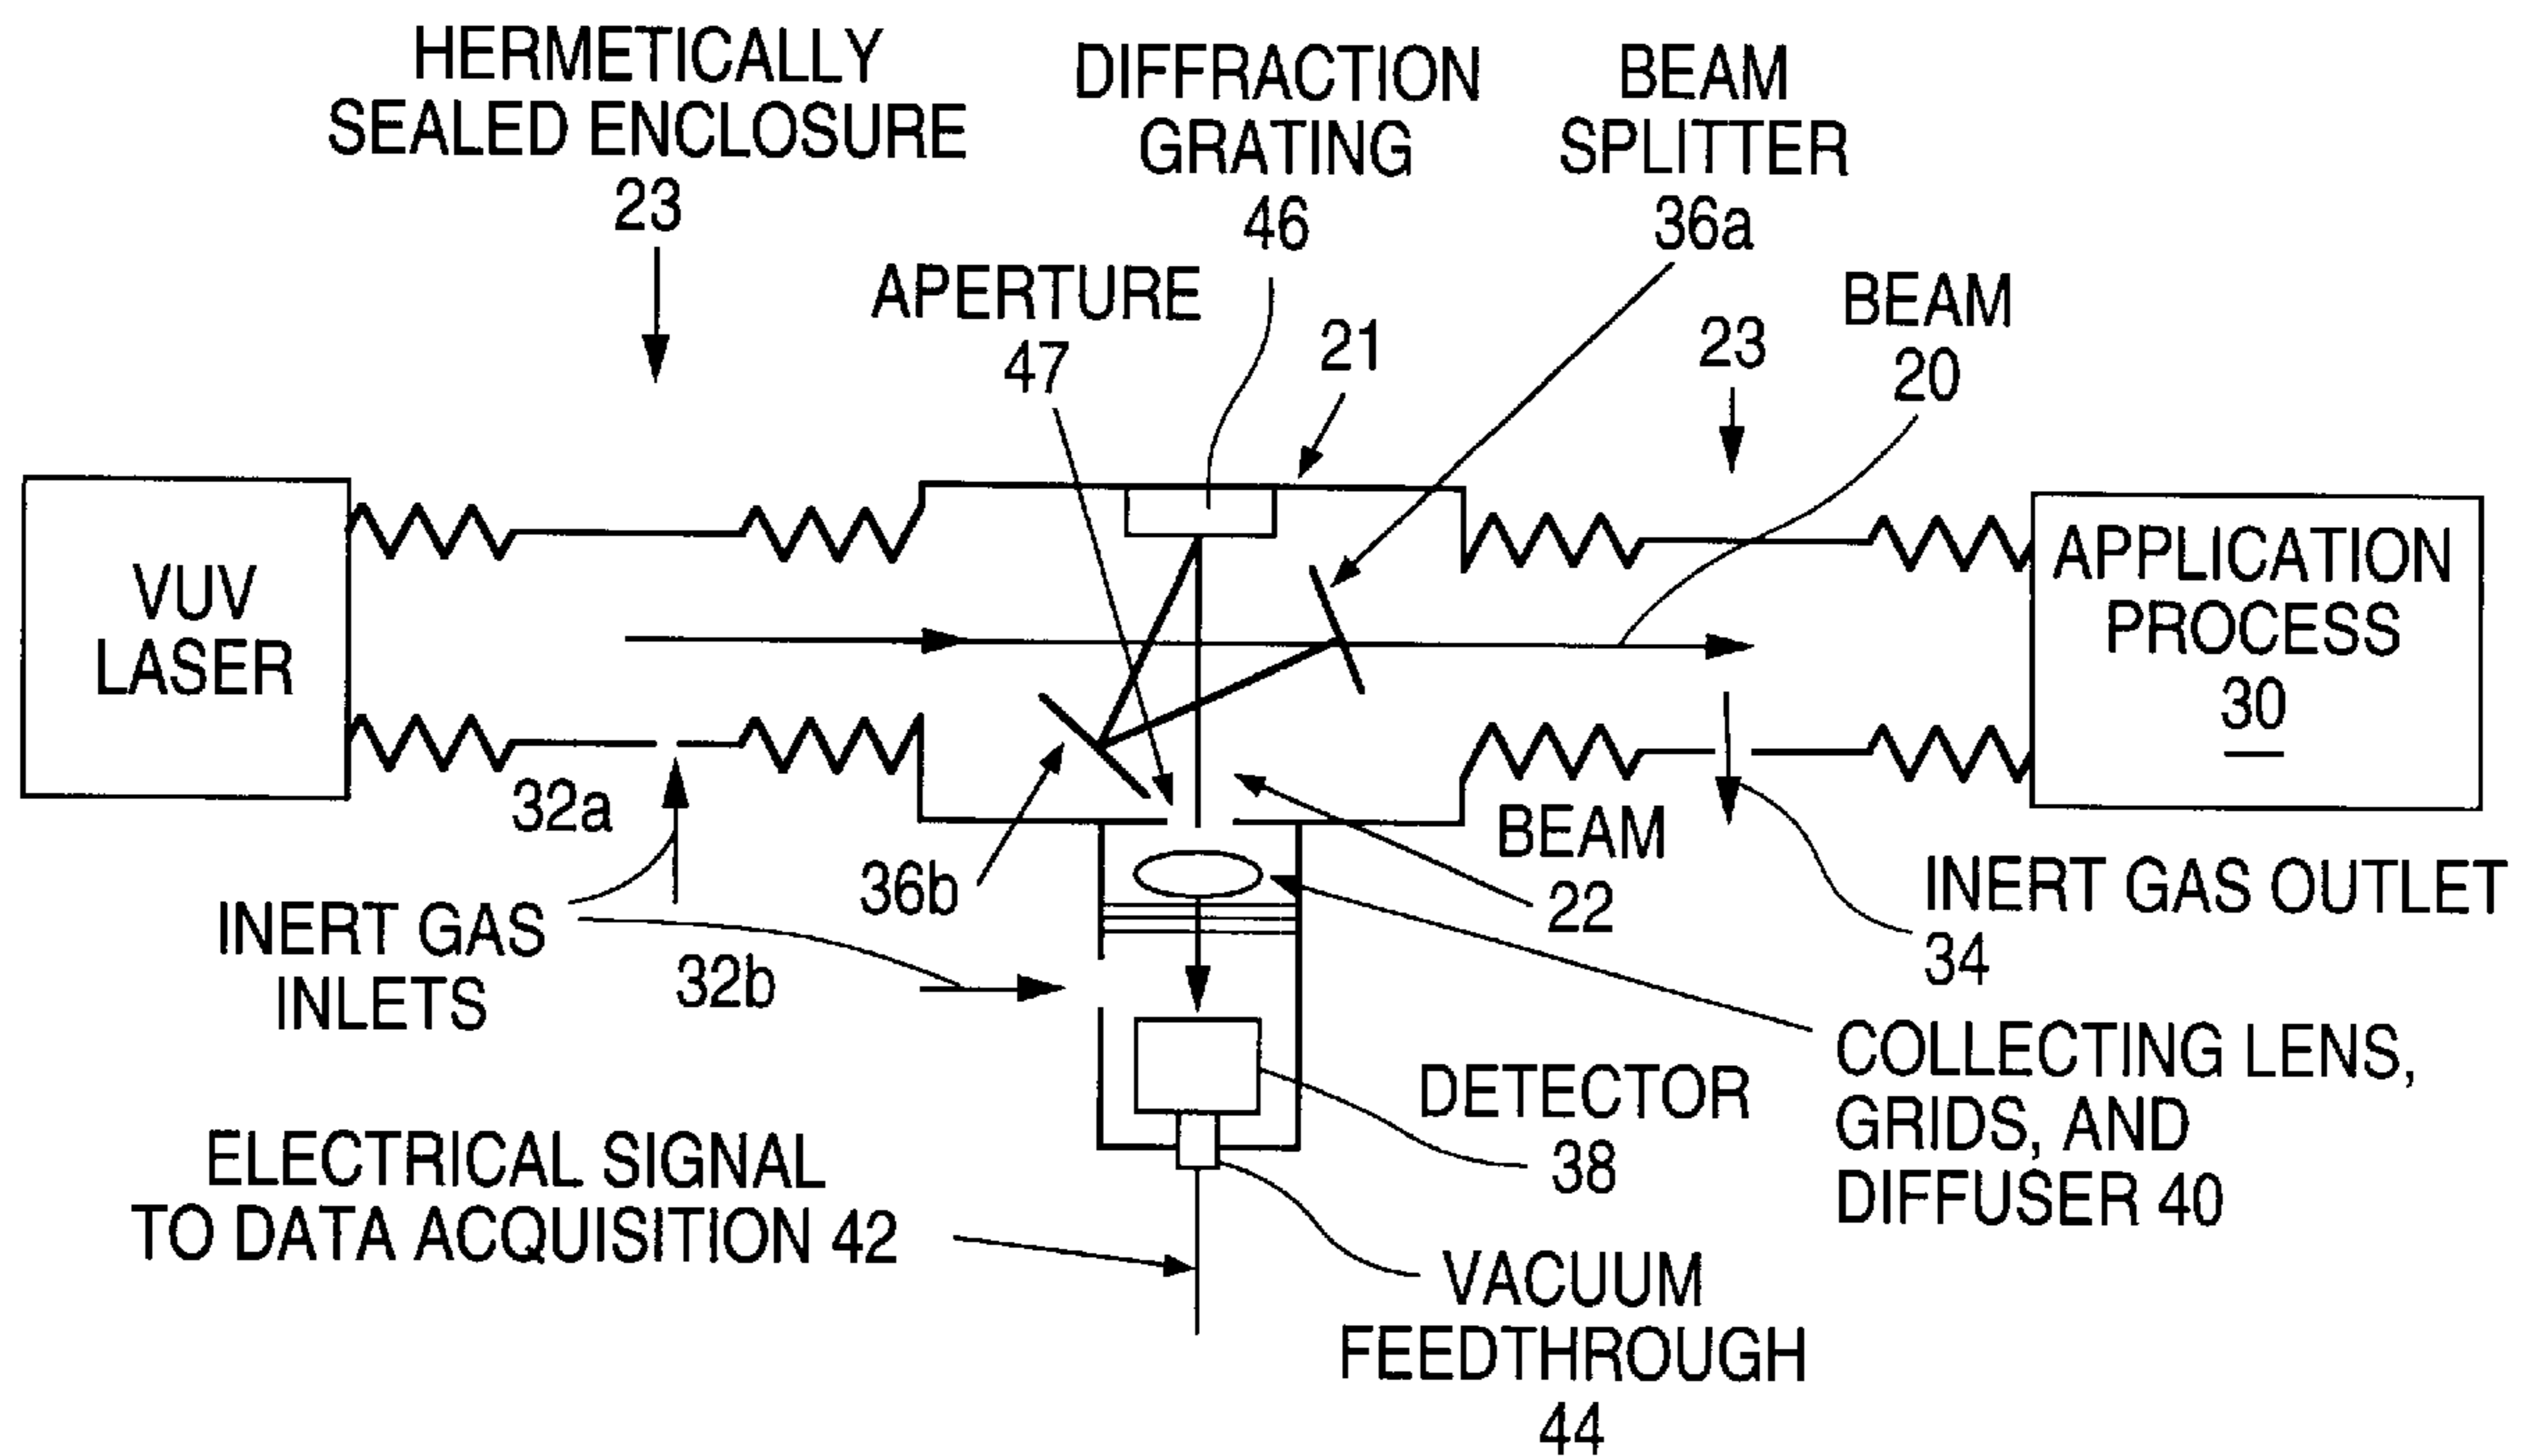 HERMETICALLY
SEALED ENCLOSURE
23
DIFFRACTION
GRATING
46
BEAM
SPLITTER
36a
APERTURE
47
21
23
BEAM
20
VUV
LASER
APPLICATION
PROCESS
30
32a
36b
BEAM
22
INERT GAS
INLETS
32b
INERT GAS OUTLET
34
COLLECTING LENS,
GRIDS, AND
DIFFUSER 40
DETECTOR
38
ELECTRICAL SIGNAL
TO DATA ACQUISITION 42
VACUUM
FEEDTHROUGH
44